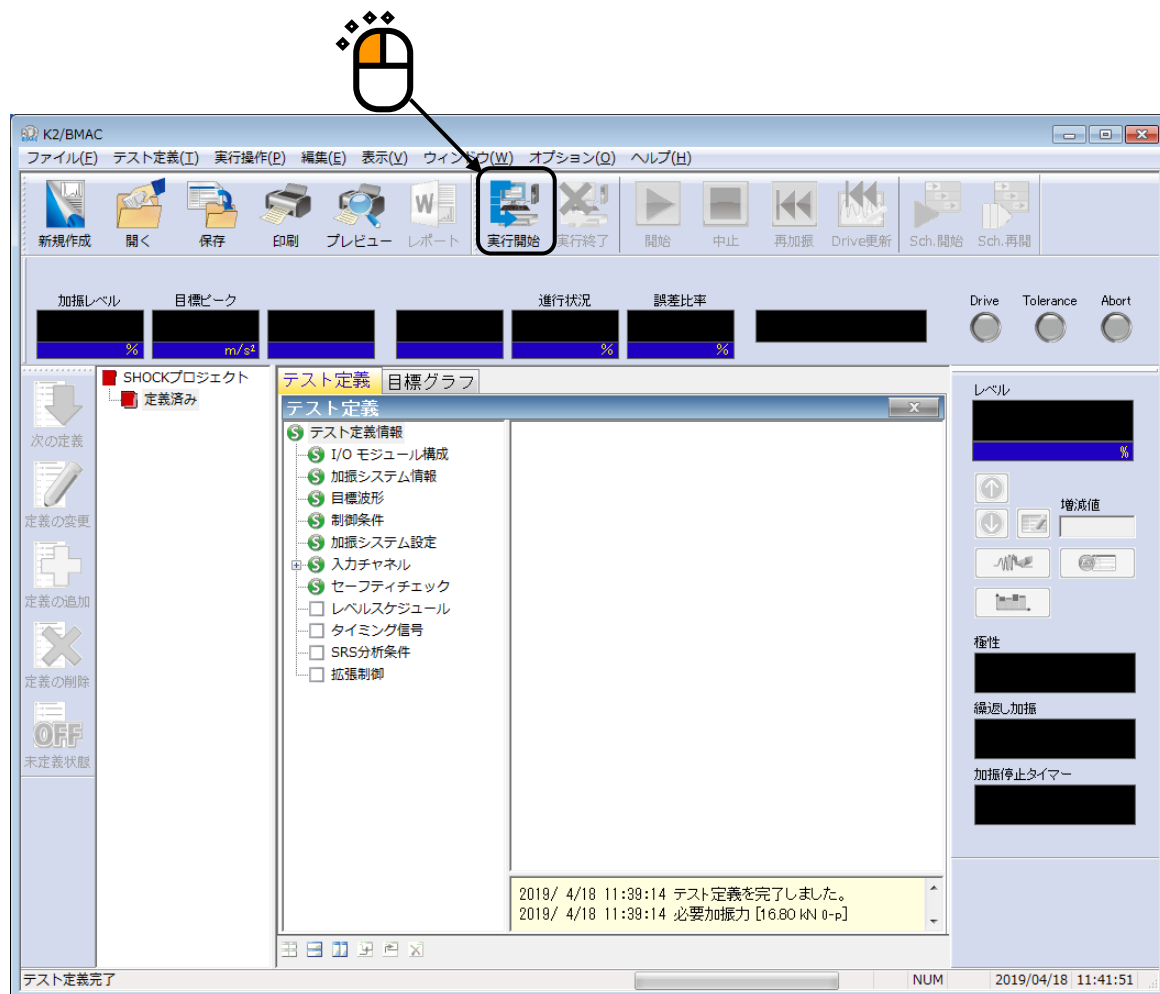 K2/BMAC
ファイル(F) テスト定義(T) 実行操作(P) 編集(E) 表示(V) ウィンドウ(W) オプション(O) ヘルプ(H)
新規作成 開く 保存 印刷 プレビュー レポート 実行開始 実行終了 開始 中止 再加振 Drive更新 Sch.開始 Sch.再開
加振レベル 目標ピーク 進行状況 誤差比率 Drive Tolerance Abort
% m/s² % %
次の定義
定義の変更
定義の追加
定義の削除
OFF
未定義状態
SHOCKプロジェクト
定義済み
テスト定義 目標グラフ
テスト定義
テスト定義情報
I/O モジュール構成
加振システム情報
目標波形
制御条件
加振システム設定
入力チャネル
セーフティチェック
レベルスケジュール
タイミング信号
SRS分析条件
拡張制御
2019/ 4/18 11:39:14 テスト定義を完了しました。
2019/ 4/18 11:39:14 必要加振力 [16.80 kN 0-p]
レベル
%
増減値
極性
繰返し加振
加振停止タイマー
テスト定義完了 NUM 2019/04/18 11:41:51